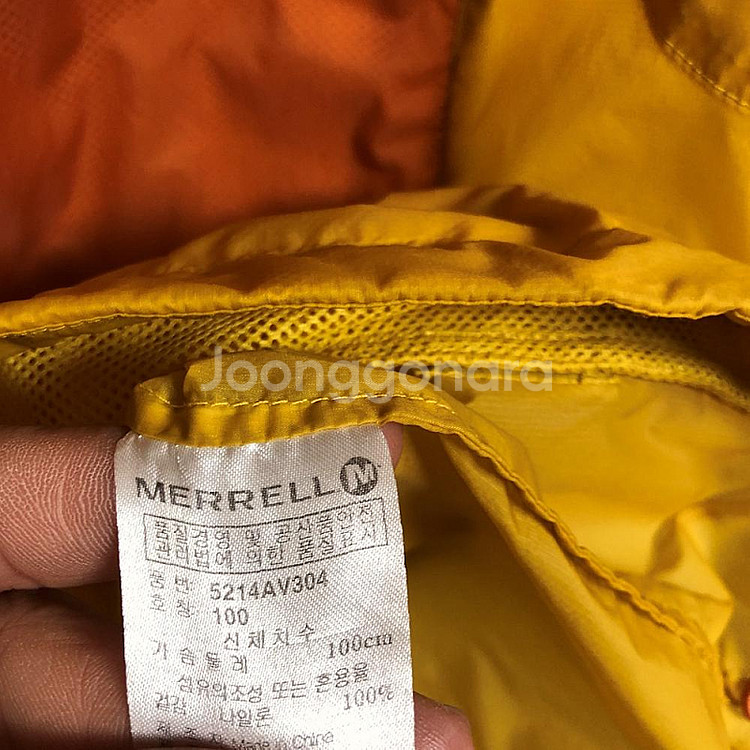 Joonggonara
MERRELL M
품질경영 및 공산품안전
관리법에 의한 품질표시
품 번: 5214AV304
호 칭: 100
신체치수
가 슴 둘 레 100cm
섬유의조성 또는 혼용율
겉감 나일론 100%
Made in China